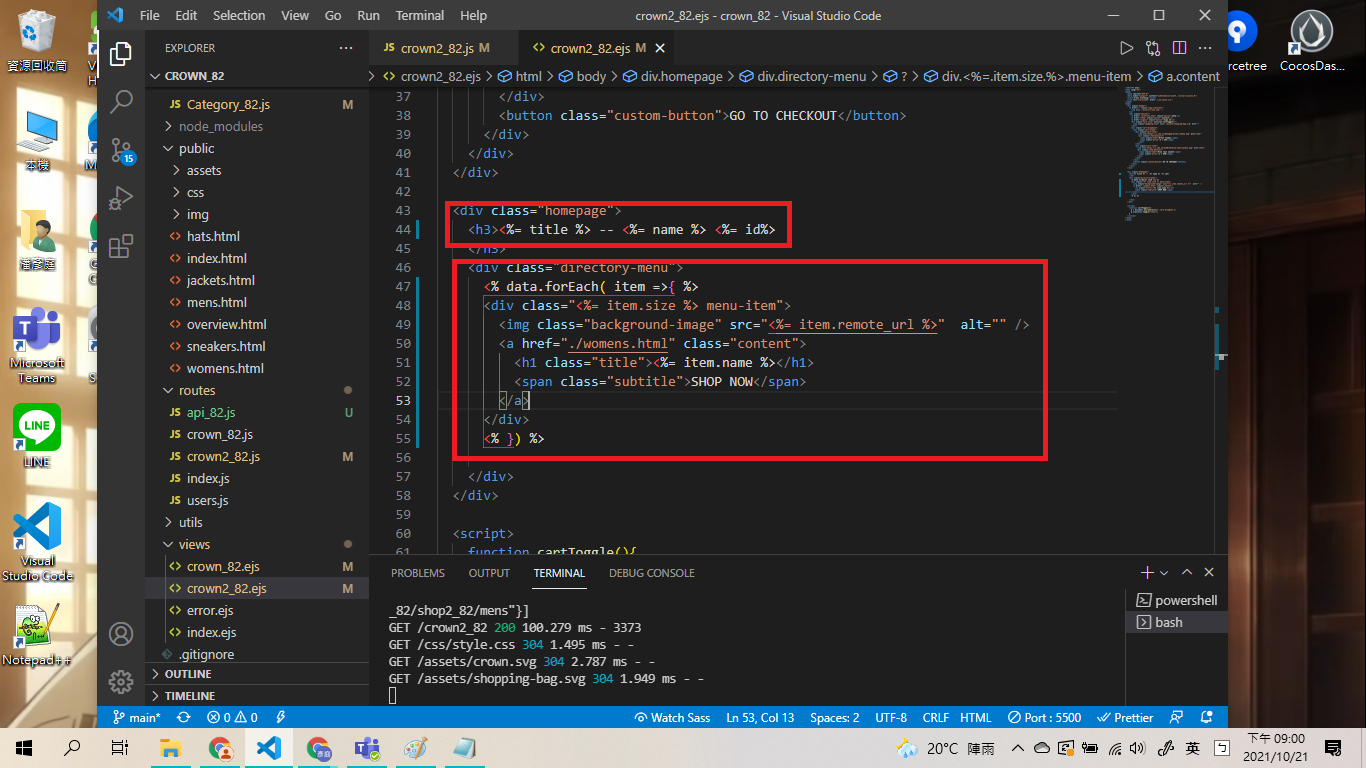 資源回收筒
本機
潘彥庭
Microsoft
Teams
LINE
Visual
Studio Code
Notepad++
File Edit Selection View Go Run Terminal Help
crown2_82.ejs - crown_82 - Visual Studio Code
rcetree
CocosDas...
EXPLORER
CROWN_82
Category_82.js M
node_modules
public
assets
css
img
hats.html
index.html
jackets.html
mens.html
overview.html
sneakers.html
womens.html
routes
JS api_82.js U
JS crown_82.js
JS crown2_82.js M
JS index.js
JS users.js
utils
views
crown_82.ejs M
crown2_82.ejs M
error.ejs
index.ejs
.gitignore
OUTLINE
TIMELINE
15
JS crown2_82.js M
crown2_82.ejs M
crown2_82.ejs > html > body > div.homepage > div.directory-menu > ? > div.<%=.item.size.%>.menu-item > a.content
37 </div>
38 <button class="custom-button">GO TO CHECKOUT</button>
39 </div>
40 </div>
41 </div>
42
43 <div class="homepage">
44 <h3><%= title %> -- <%= name %> <%= id%>
45 </h3>
46 <div class="directory-menu">
47 <% data.forEach( item =>{ %>
48 <div class="<%= item.size %> menu-item">
49 <img class="background-image" src="<%= item.remote_url %>" alt="" />
50 <a href="./womens.html" class="content">
51 <h1 class="title"><%= item.name %></h1>
52 <span class="subtitle">SHOP NOW</span>
53 </a>
54 </div>
55 <% }) %>
56
57 </div>
58 </div>
59
60 <script>
61 function cartToggle(){
PROBLEMS OUTPUT TERMINAL DEBUG CONSOLE
_82/shop2_82/mens"}]
GET /crown2_82 200 100.279 ms - 3373
GET /css/style.css 304 1.495 ms - -
GET /assets/crown.svg 304 2.787 ms - -
GET /assets/shopping-bag.svg 304 1.949 ms - -
powershell
bash
main* 0 0 Watch Sass Ln 53, Col 13 Spaces: 2 UTF-8 CRLF HTML Port : 5500 Prettier
20°C 陣雨 英 下午 09:00
2021/10/21